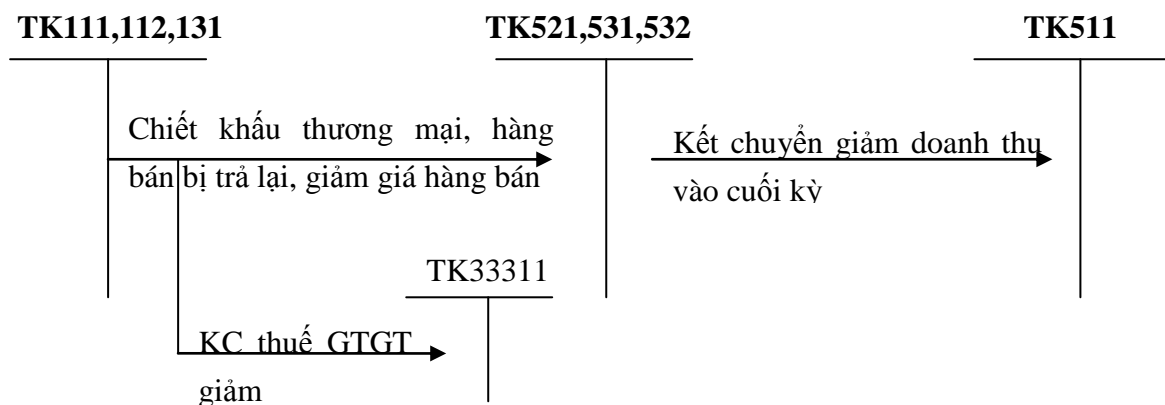 TK111,112,131 TK521,531,532 TK511
Chiết khấu thương mại, hàng
bán bị trả lại, giảm giá hàng bán
Kết chuyển giảm doanh thu
vào cuối kỳ
TK33311
KC thuế GTGT
giảm